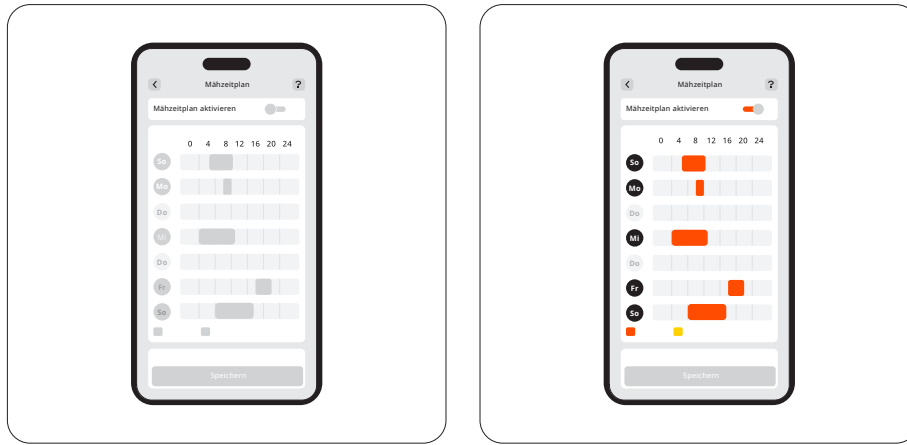 Mähzeitplan
?
Mähzeitplan aktivieren
0 4 8 12 16 20 24
So
Mo
Do
Mi
Do
Fr
So
Speichern
Mähzeitplan
?
Mähzeitplan aktivieren
0 4 8 12 16 20 24
So
Mo
Do
Mi
Do
Fr
So
Speichern